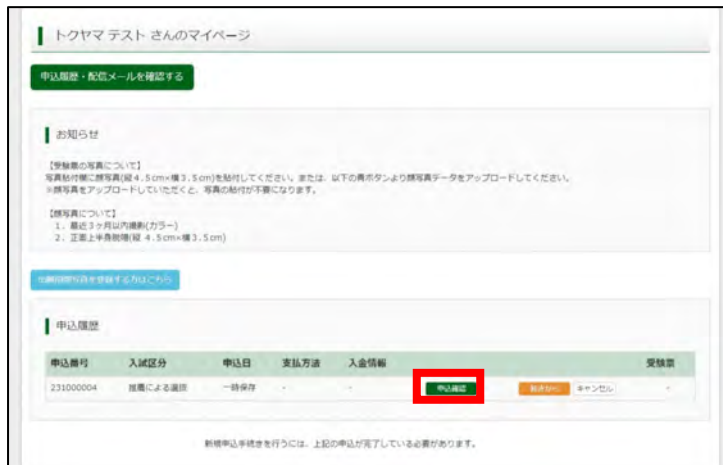 トクヤマ テスト さんのマイページ
申込履歴・配信メールを確認する
お知らせ
【受験票の写真について】
写真貼付欄に顔写真(縦４.５cm×横３.５cm)を貼付してください。または、以下の青ボタンより顔写真データをアップロードしてください。
※顔写真をアップロードしていただくと、写真の貼付が不要になります。
【顔写真について】
１. 最近３ヶ月以内撮影(カラー)
２. 正面上半身脱帽(縦 ４.５cm×横３.５cm)
申込履歴
申込番号 入試区分 申込日 支払方法 入金情報 受験票
231000004 推薦による選抜 一時保存 - - 申込確認 続きから キャンセル -
新規申込手続きを行うには、上記の申込が完了している必要があります。